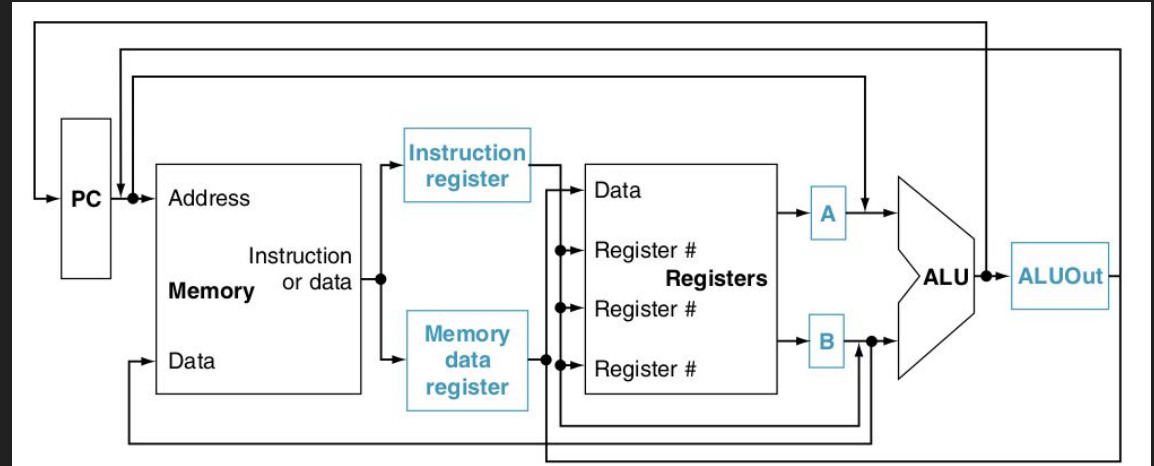 PC
Address
Instruction
or data
Memory
Data
Instruction
register
Memory
data
register
Data
Register #
Registers
Register #
Register #
A
B
ALU
ALUOut